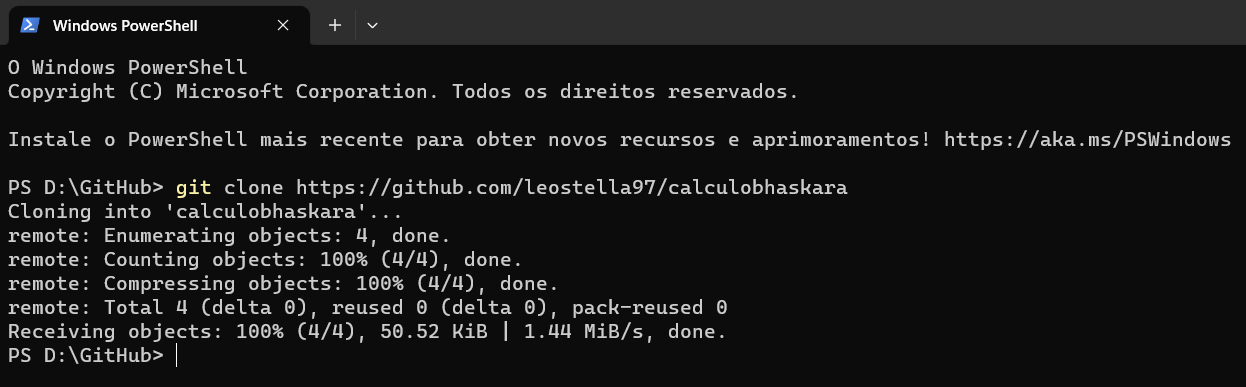 Windows PowerShell
O Windows PowerShell
Copyright (C) Microsoft Corporation. Todos os direitos reservados.
Instale o PowerShell mais recente para obter novos recursos e aprimoramentos! https://aka.ms/PSWindows
PS D:\GitHub> git clone https://github.com/leostella97/calculobhaskara
Cloning into 'calculobhaskara'...
remote: Enumerating objects: 4, done.
remote: Counting objects: 100% (4/4), done.
remote: Compressing objects: 100% (4/4), done.
remote: Total 4 (delta 0), reused 0 (delta 0), pack-reused 0
Receiving objects: 100% (4/4), 50.52 KiB | 1.44 MiB/s, done.
PS D:\GitHub>